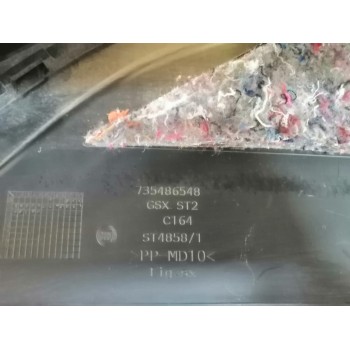 735486548
GSX ST2
C164
ST4858/1
PP MD10<